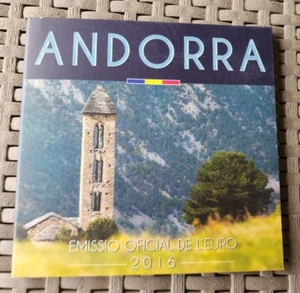 ANDORRA
EMISSIÓ OFICIAL DE L'EURO
2016